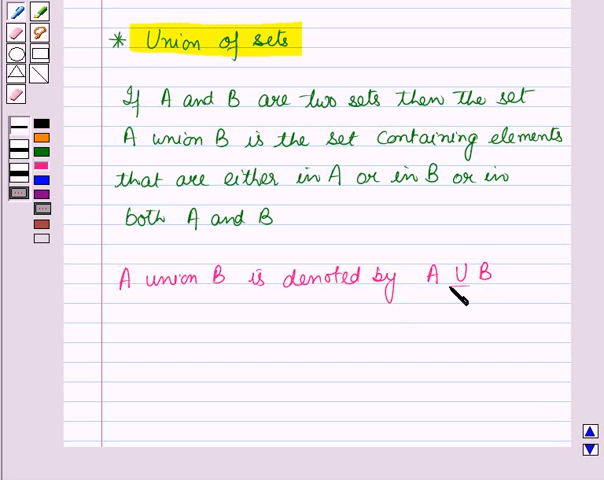 * Union of sets
If A and B are two sets then the set
A union B is the set containing elements
that are either in A or in B or in
both A and B
A union B is denoted by A U B